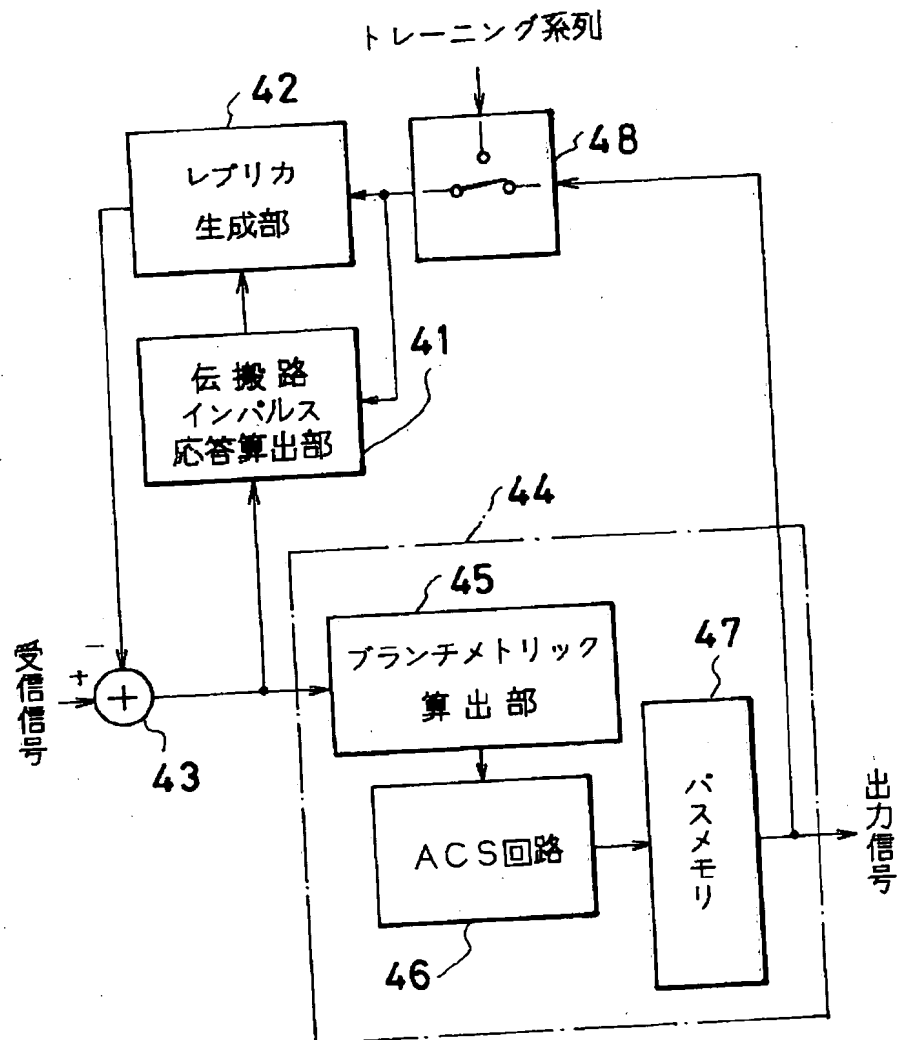 トレーニング系列
42
48
レプリカ
生成部
41
伝搬路
インパルス
応答算出部
44
45
ブランチメトリック
算出部
47
受信信号
－
+
+
43
パスメモリ
ACS回路
46
出力信号